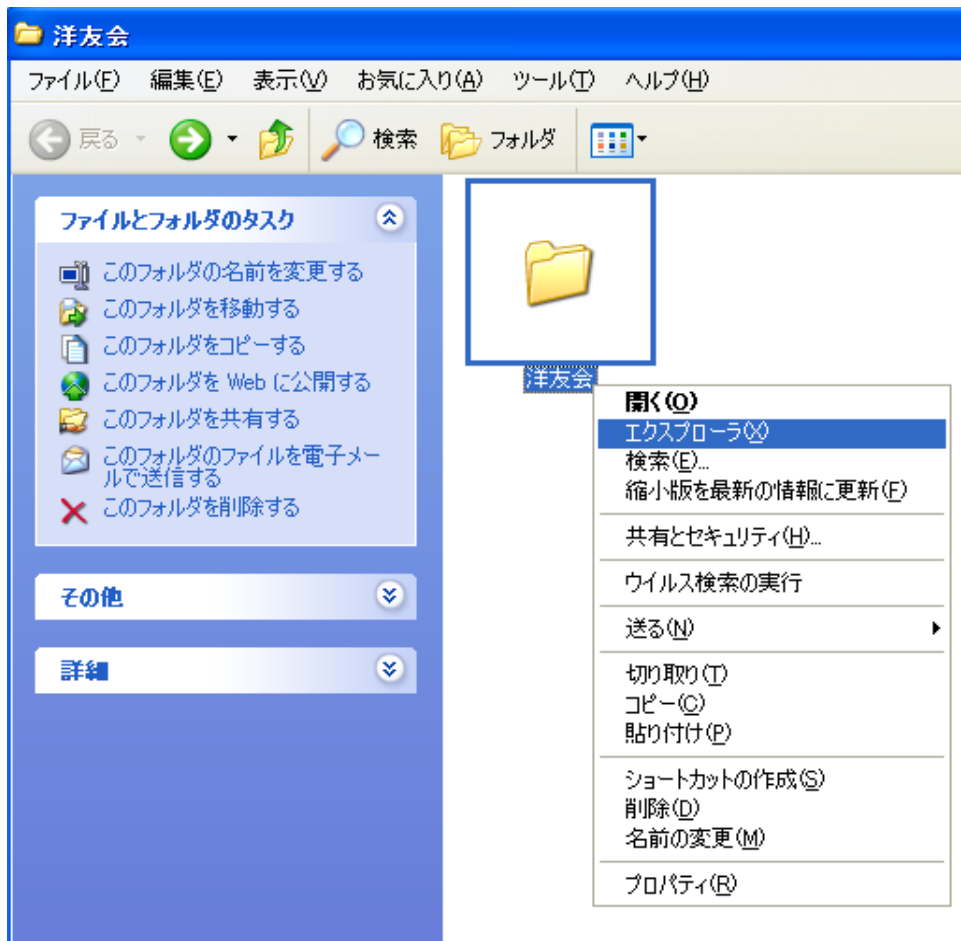 洋友会
ファイル(F) 編集(E) 表示(V) お気に入り(A) ツール(T) ヘルプ(H)
戻る 検索 フォルダ
ファイルとフォルダのタスク
このフォルダの名前を変更する
このフォルダを移動する
このフォルダをコピーする
このフォルダを Web に公開する
このフォルダを共有する
このフォルダのファイルを電子メー
ルで送信する
このフォルダを削除する
その他
詳細
洋友会
開く(O)
エクスプローラ(X)
検索(E)...
縮小版を最新の情報に更新(F)
共有とセキュリティ(H)...
ウイルス検索の実行
送る(N)
切り取り(T)
コピー(C)
貼り付け(P)
ショートカットの作成(S)
削除(D)
名前の変更(M)
プロパティ(R)